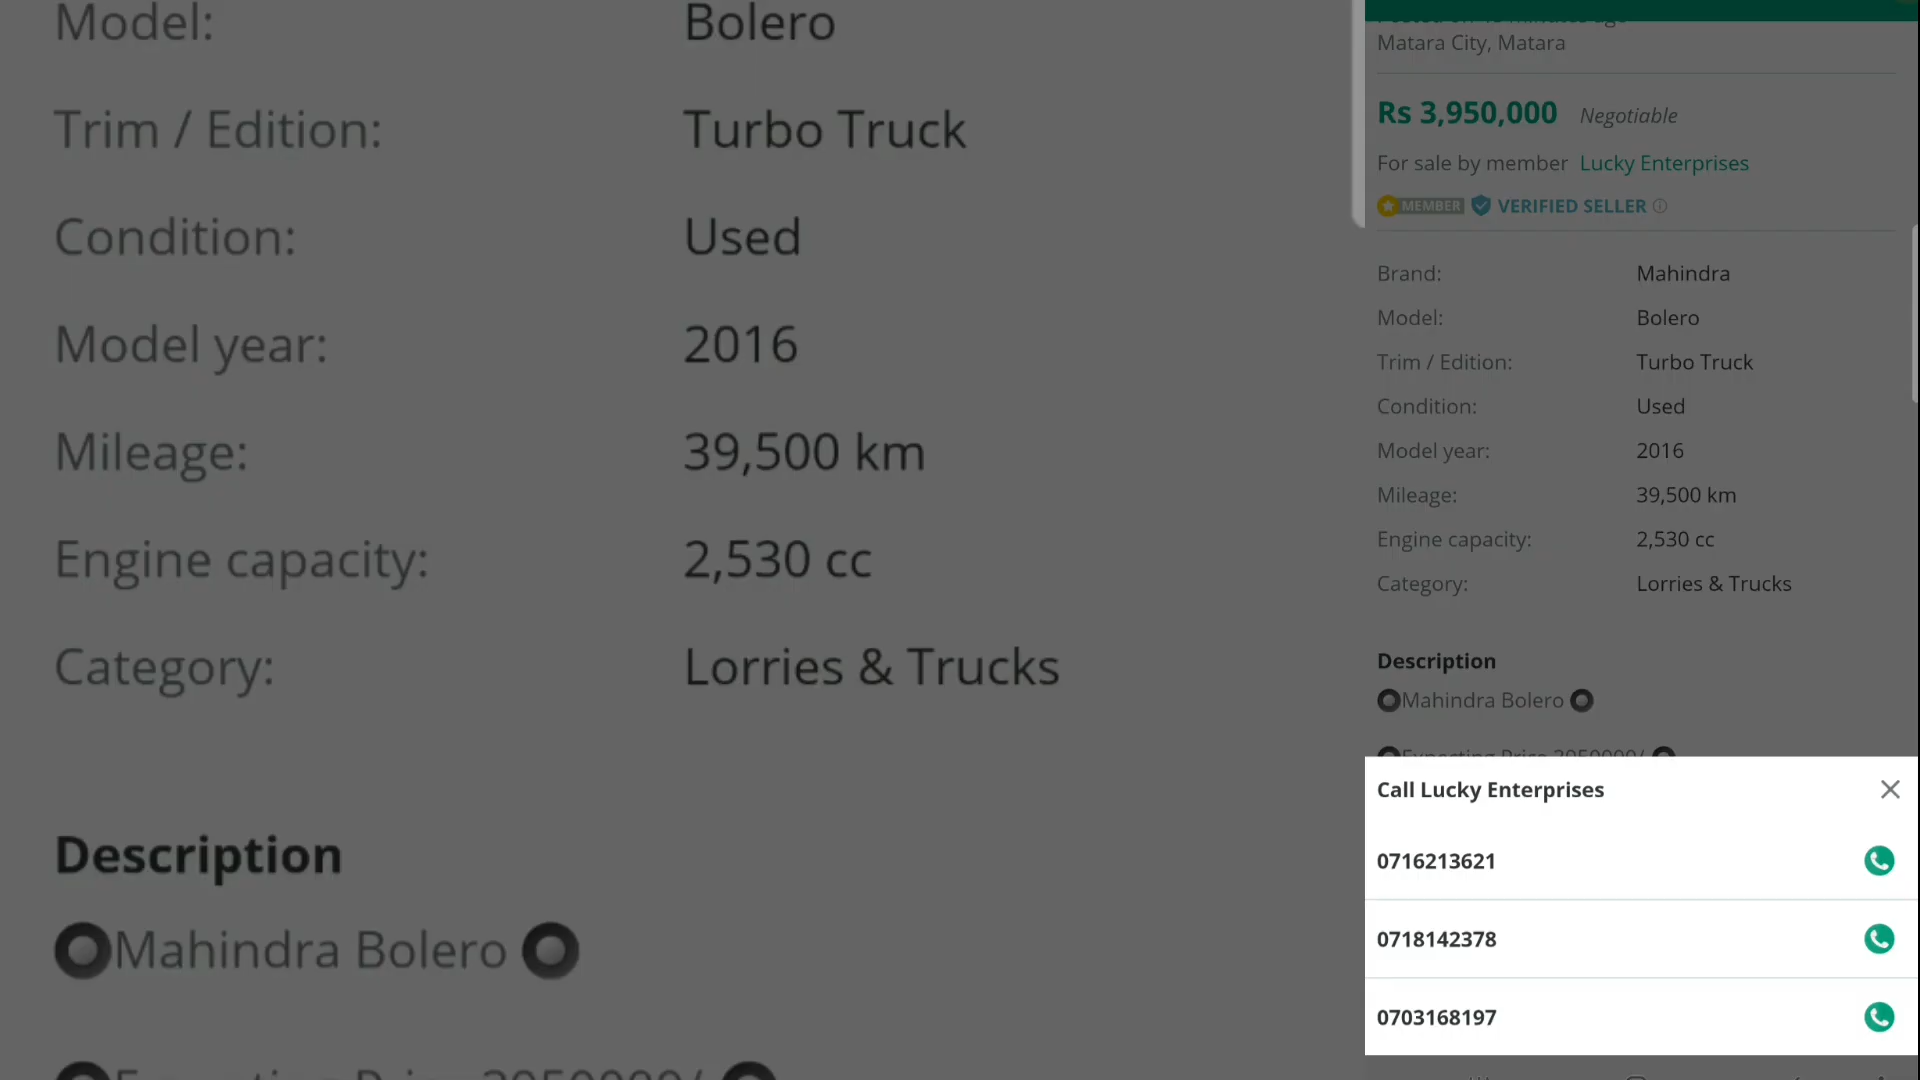 Model: Bolero
Trim / Edition: Turbo Truck
Condition: Used
Model year: 2016
Mileage: 39,500 km
Engine capacity: 2,530 cc
Category: Lorries & Trucks
Description
Mahindra Bolero
Matara City, Matara
Rs 3,950,000 Negotiable
For sale by member Lucky Enterprises
MEMBER VERIFIED SELLER
Brand: Mahindra
Model: Bolero
Trim / Edition: Turbo Truck
Condition: Used
Model year: 2016
Mileage: 39,500 km
Engine capacity: 2,530 cc
Category: Lorries & Trucks
Description
Mahindra Bolero
Expecting Price 3950000/
Call Lucky Enterprises
0716213621
0718142378
0703168197